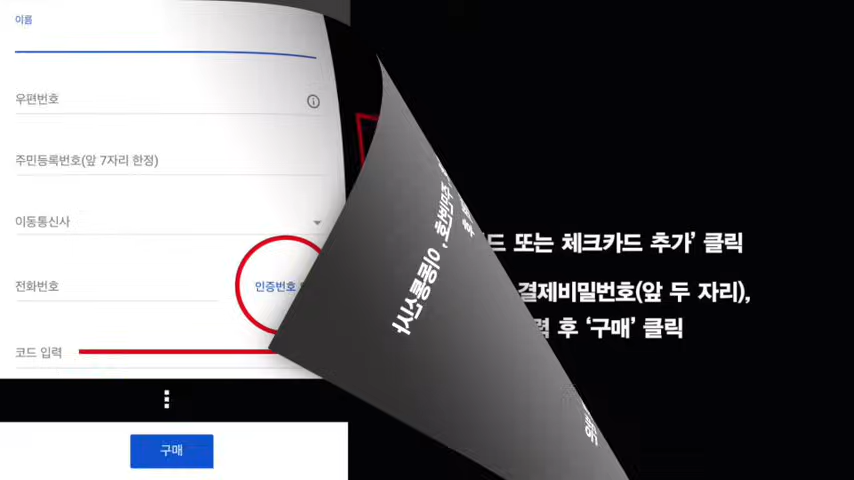 이름
우편번호
주민등록번호(앞 7자리 한정)
이동통신사
전화번호
인증번호
코드 입력
구매
또는 체크카드 추가’ 클릭
결제비밀번호(앞 두 자리),
후 ‘구매’ 클릭